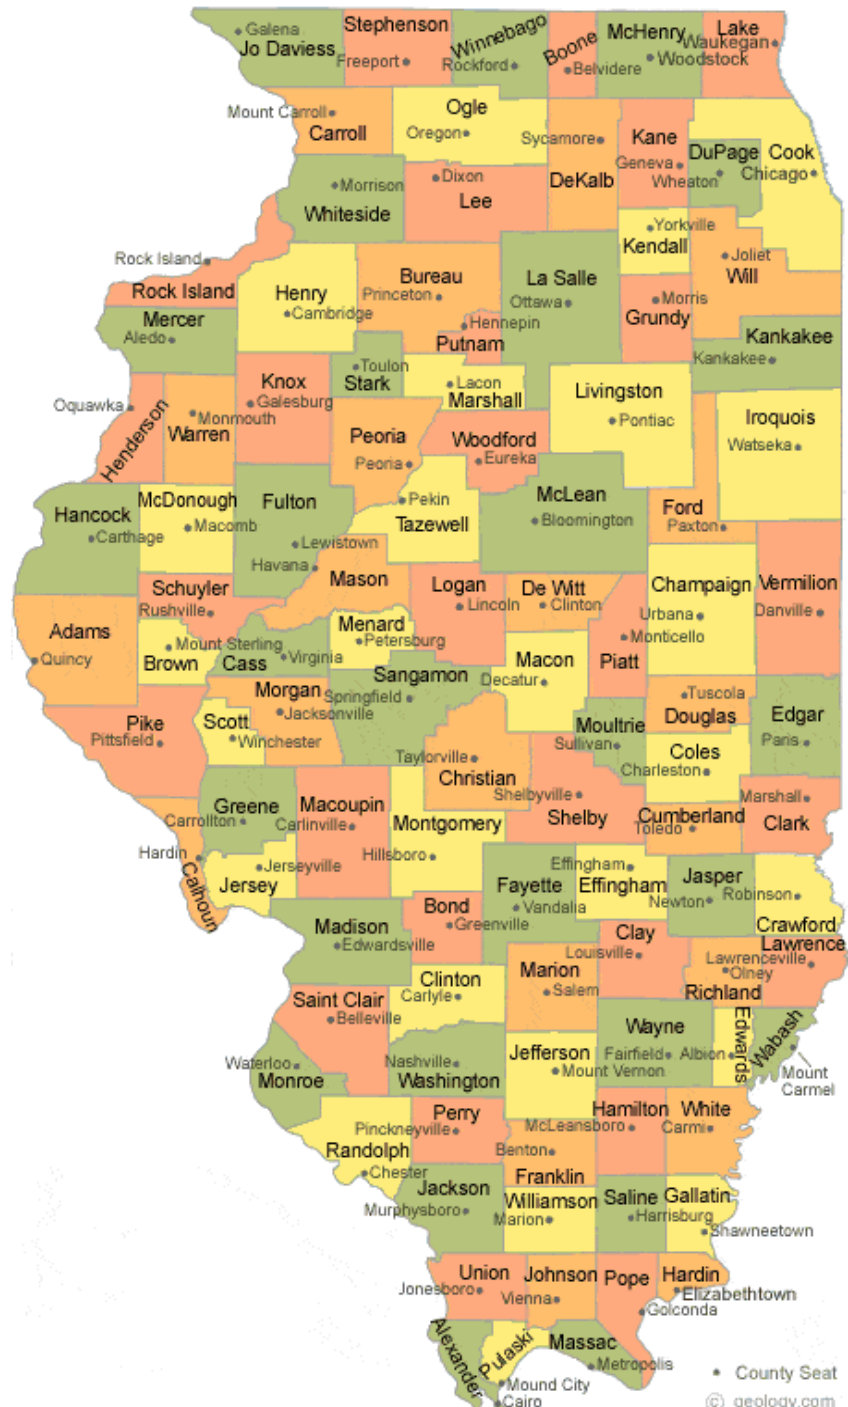 Galena
Jo Daviess
Stephenson
Freeport
Winnebago
Rockford
Boone
Belvidere
McHenry
Woodstock
Lake
Waukegan
Mount Carroll
Carroll
Ogle
Oregon
Sycamore
DeKalb
Kane
Geneva
DuPage
Wheaton
Cook
Chicago
Morrison
Whiteside
Dixon
Lee
Yorkville
Kendall
Joliet
Will
Rock Island
Rock Island
Henry
Cambridge
Bureau
Princeton
La Salle
Ottawa
Hennepin
Putnam
Morris
Grundy
Kankakee
Kankakee
Mercer
Aledo
Toulon
Stark
Lacon
Marshall
Livingston
Pontiac
Iroquois
Watseka
Oquawka
Henderson
Monmouth
Warren
Knox
Galesburg
Peoria
Peoria
Woodford
Eureka
McLean
Bloomington
Ford
Paxton
Hancock
Carthage
McDonough
Macomb
Fulton
Lewistown
Havana
Pekin
Tazewell
Mason
Logan
Lincoln
De Witt
Clinton
Champaign
Urbana
Vermilion
Danville
Schuyler
Rushville
Adams
Quincy
Mount Sterling
Brown
Cass
Virginia
Menard
Petersburg
Monticello
Piatt
Macon
Decatur
Sangamon
Springfield
Morgan
Jacksonville
Scott
Winchester
Pike
Pittsfield
Moultrie
Sullivan
Tuscola
Douglas
Edgar
Paris
Coles
Charleston
Taylorville
Christian
Shelbyville
Shelby
Greene
Carrollton
Macoupin
Carlinville
Montgomery
Hillsboro
Cumberland
Toledo
Marshall
Clark
Hardin
Calhoun
Jerseyville
Jersey
Fayette
Vandalia
Effingham
Effingham
Jasper
Newton
Robinson
Crawford
Madison
Edwardsville
Bond
Greenville
Clay
Louisville
Lawrence
Lawrenceville
Olney
Richland
Marion
Salem
Clinton
Carlyle
Saint Clair
Belleville
Wayne
Fairfield
Albion
Edwards
Wabash
Mount
Carmel
Waterloo
Monroe
Nashville
Washington
Jefferson
Mount Vernon
Perry
Pinckneyville
Hamilton
McLeansboro
White
Carmi
Randolph
Chester
Benton
Franklin
Jackson
Murphysboro
Williamson
Marion
Saline
Harrisburg
Gallatin
Shawneetown
Union
Jonesboro
Johnson
Vienna
Pope
Golconda
Hardin
Elizabethtown
Alexander
Pulaski
Mound City
Cairo
Massac
Metropolis
County Seat
© geology.com